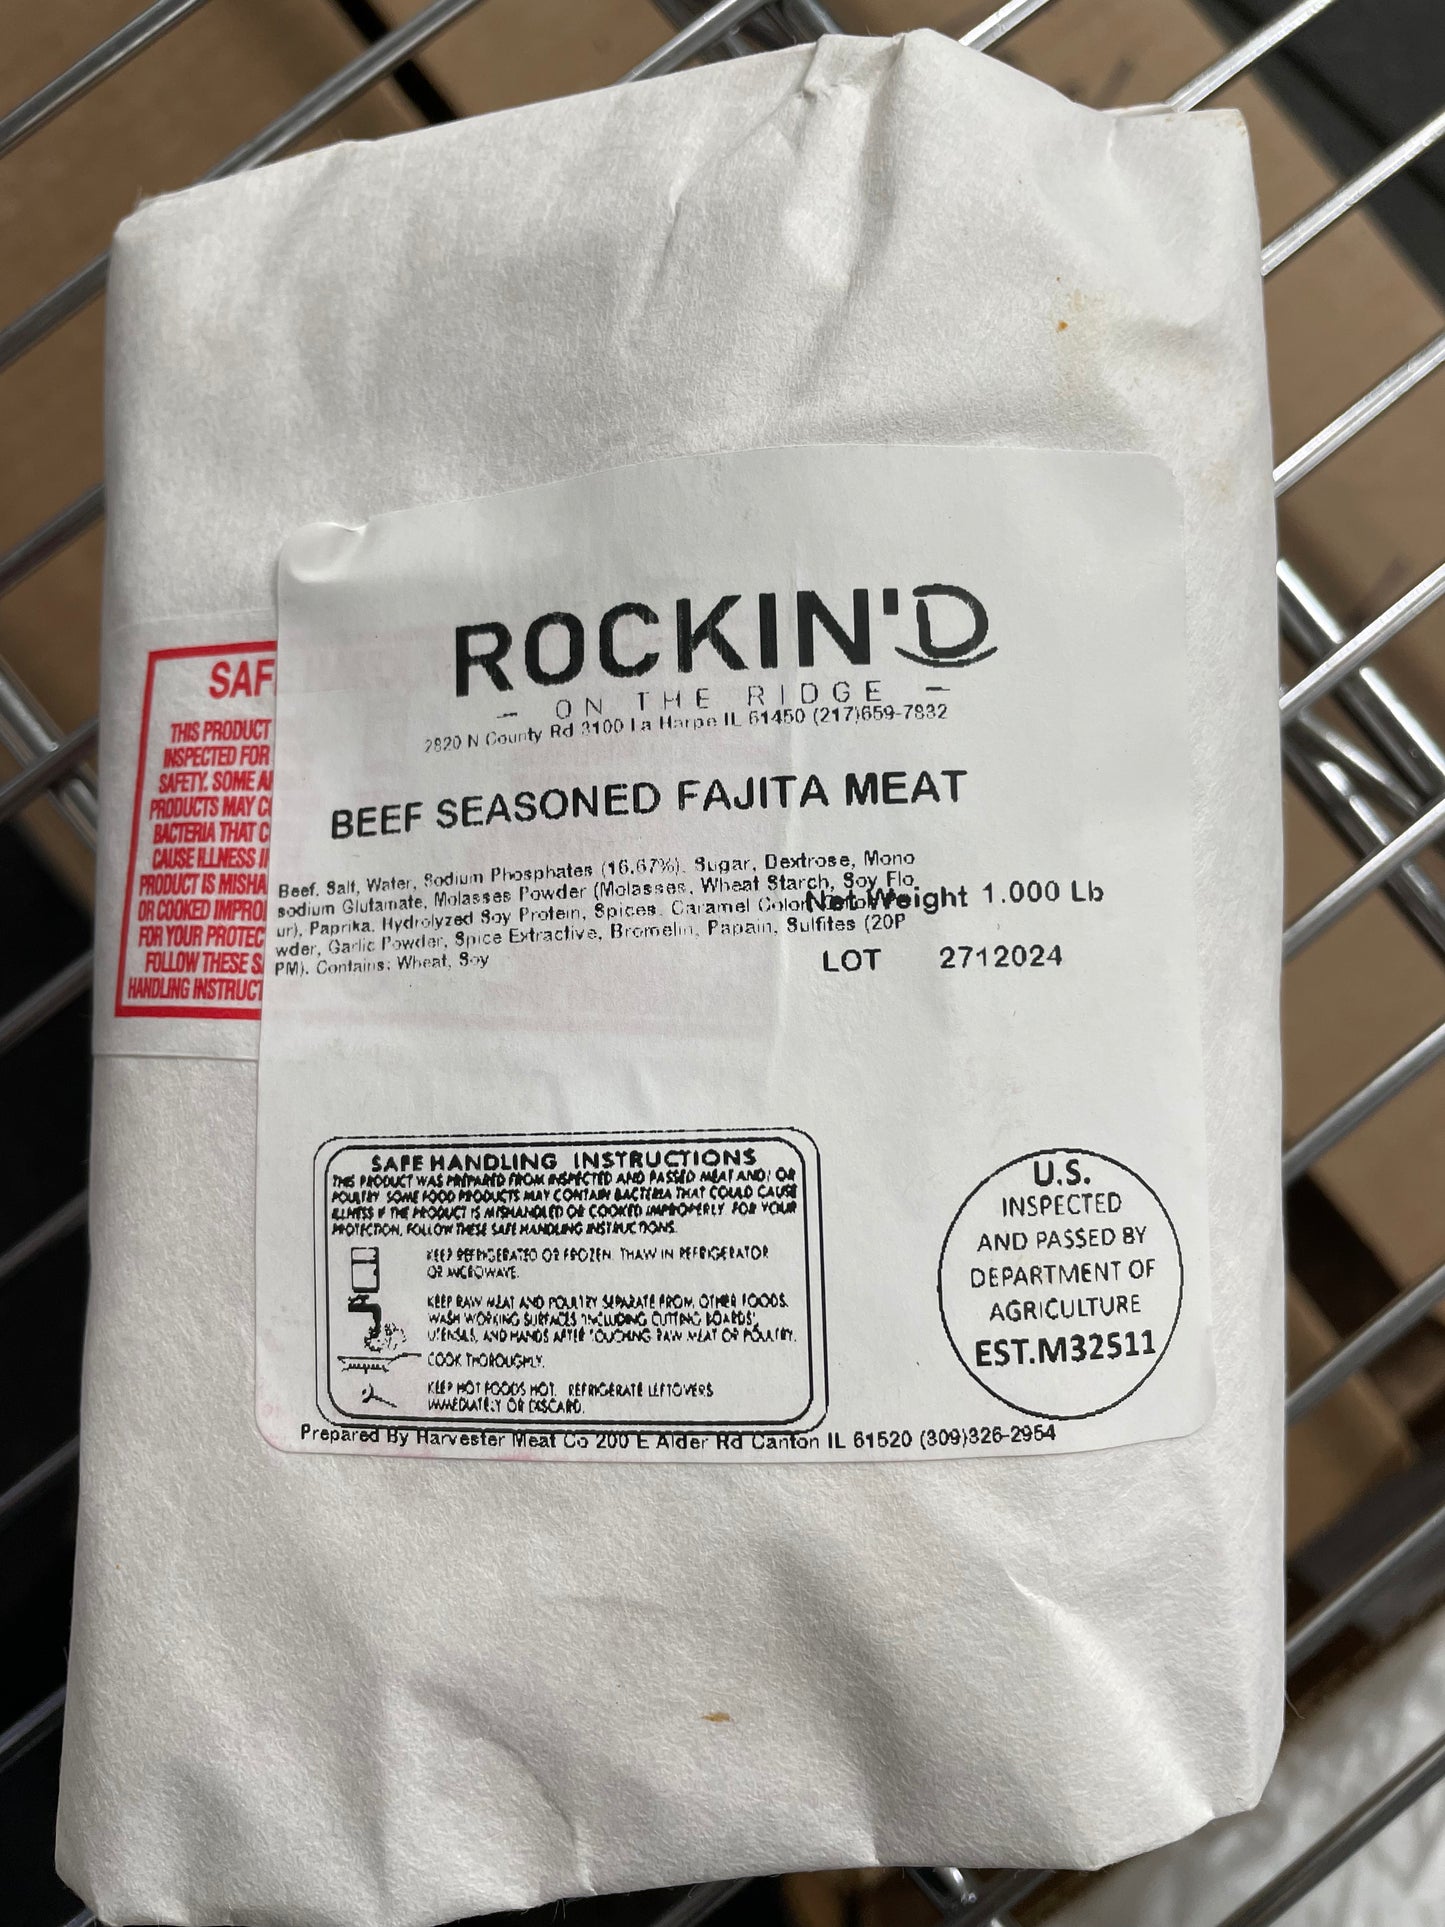 ROCKIN'D
- ON THE RIDGE -
2820 N County Rd 3100 La Harpe IL 61450 (217)659-7832
BEEF SEASONED FAJITA MEAT
Beef, Salt, Water, Sodium Phosphates (16.67%), Sugar, Dextrose, Mono
sodium Glutamate, Molasses Powder (Molasses, Wheat Starch, Soy Flo
ur), Paprika, Hydrolyzed Soy Protein, Spices, Caramel Color,
wder, Garlic Powder, Spice Extractive, Bromelin, Papain, Sulfites (20P
PM). Contains: Wheat, Soy
Net Weight 1.000 Lb
LOT 2712024
SAF
THIS PRODUCT
INSPECTED FOR
SAFETY. SOME
PRODUCTS MAY
BACTERIA THAT C
CAUSE ILLNESS
PRODUCT IS MISHA
OR COOKED IMPRO
FOR YOUR PROTEC
FOLLOW THESE S
HANDLING INSTRUCT
SAFE HANDLING INSTRUCTIONS
THIS PRODUCT WAS PREPARED FROM INSPECTED AND PASSED MEAT AND/ OR
POULTRY SOME FOOD PRODUCTS MAY CONTAIN BACTERIA THAT COULD CAUSE
ILLNESS IF THE PRODUCT IS MISHANDLED OR COOKED IMPROPERLY FOR YOUR
PROTECTION, FOLLOW THESE SAFE HANDLING INSTRUCTIONS.
KEEP REFRIGERATED OR FROZEN. THAW IN REFRIGERATOR
OR MICROWAVE.
KEEP RAW MEAT AND POULTRY SEPARATE FROM OTHER FOODS.
WASH WORKING SURFACES (INCLUDING CUTTING BOARDS),
UTENSILS, AND HANDS AFTER TOUCHING RAW MEAT OR POULTRY.
COOK THOROUGHLY.
KEEP HOT FOODS HOT. REFRIGERATE LEFTOVERS
IMMEDIATELY OR DISCARD.
U.S.
INSPECTED
AND PASSED BY
DEPARTMENT OF
AGRICULTURE
EST.M32511
Prepared By Harvester Meat Co 200 E Alder Rd Canton IL 61520 (309)326-2954